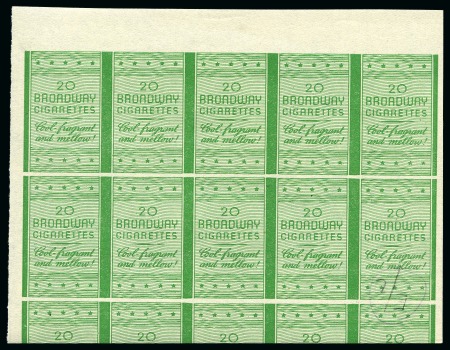 20 20 20 20 20
BROADWAY BROADWAY BROADWAY BROADWAY BROADWAY
CIGARETTES CIGARETTES CIGARETTES CIGARETTES CIGARETTES
Cool-fragrant Cool-fragrant Cool-fragrant Cool-fragrant Cool-fragrant
and mellow! and mellow! and mellow! and mellow! and mellow!
20 20 20 20 20
BROADWAY BROADWAY BROADWAY BROADWAY BROADWAY
CIGARETTES CIGARETTES CIGARETTES CIGARETTES CIGARETTES
Cool-fragrant Cool-fragrant Cool-fragrant Cool-fragrant Cool-fragrant
and mellow! and mellow! and mellow! and mellow! and mellow!
20 20 20 20 20